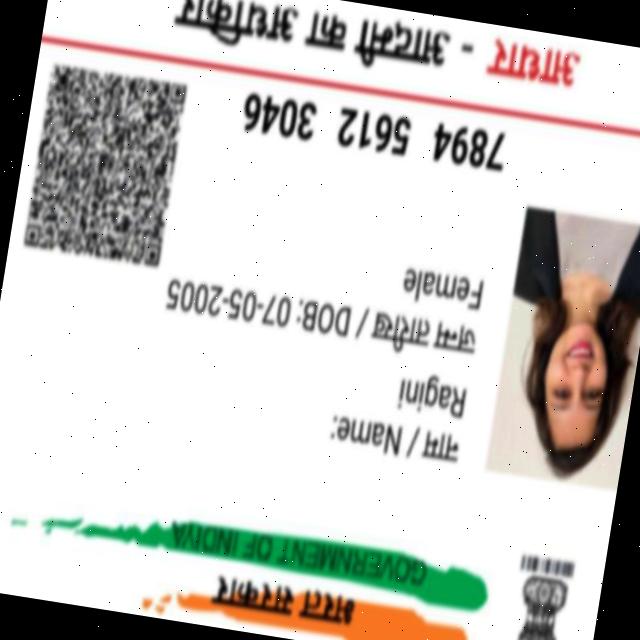 भारत सरकार
GOVERNMENT OF INDIA
नाम / Name:
Ragini
जन्म तारीख / DOB: 07-05-2005
Female
7894 5612 3046
आधार - आदमी का अधिकार